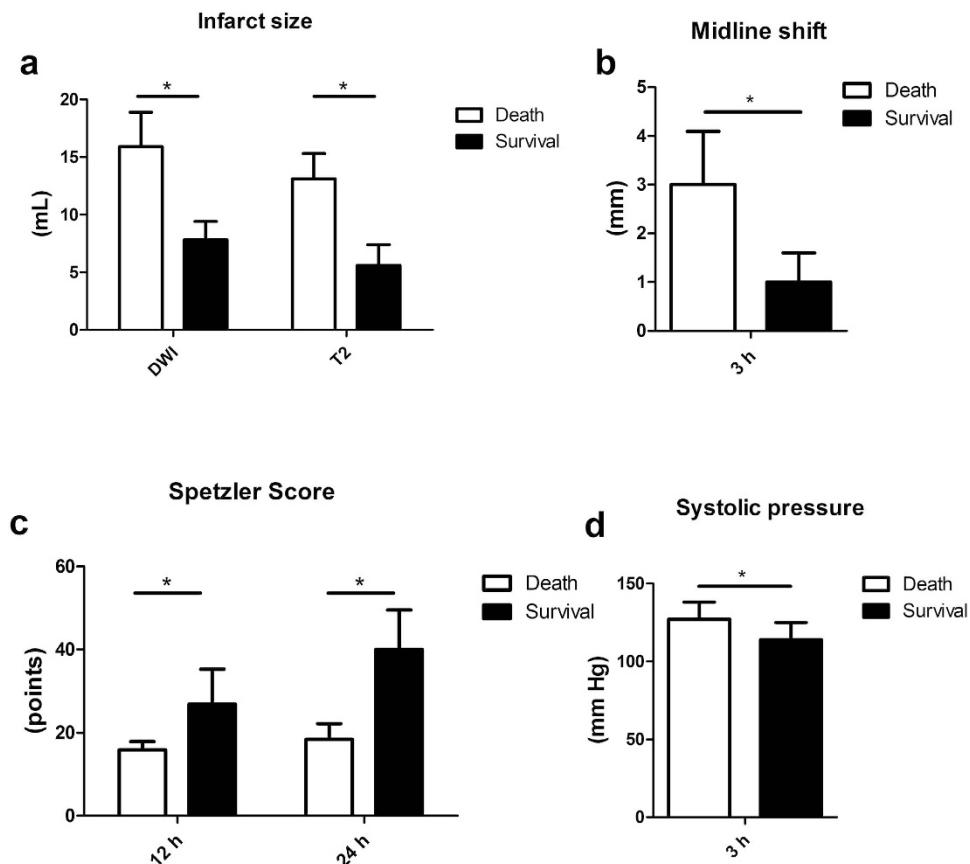 Infarct size
a
*
*
20
15
10
5
0
(mL)
DWI
T2
Death
Survival
Midline shift
b
*
5
4
3
2
1
0
(mm)
3 h
Death
Survival
Spetzler Score
c
*
*
60
40
20
0
(points)
12 h
24 h
Death
Survival
Systolic pressure
d
*
150
100
50
0
(mm Hg)
3 h
Death
Survival